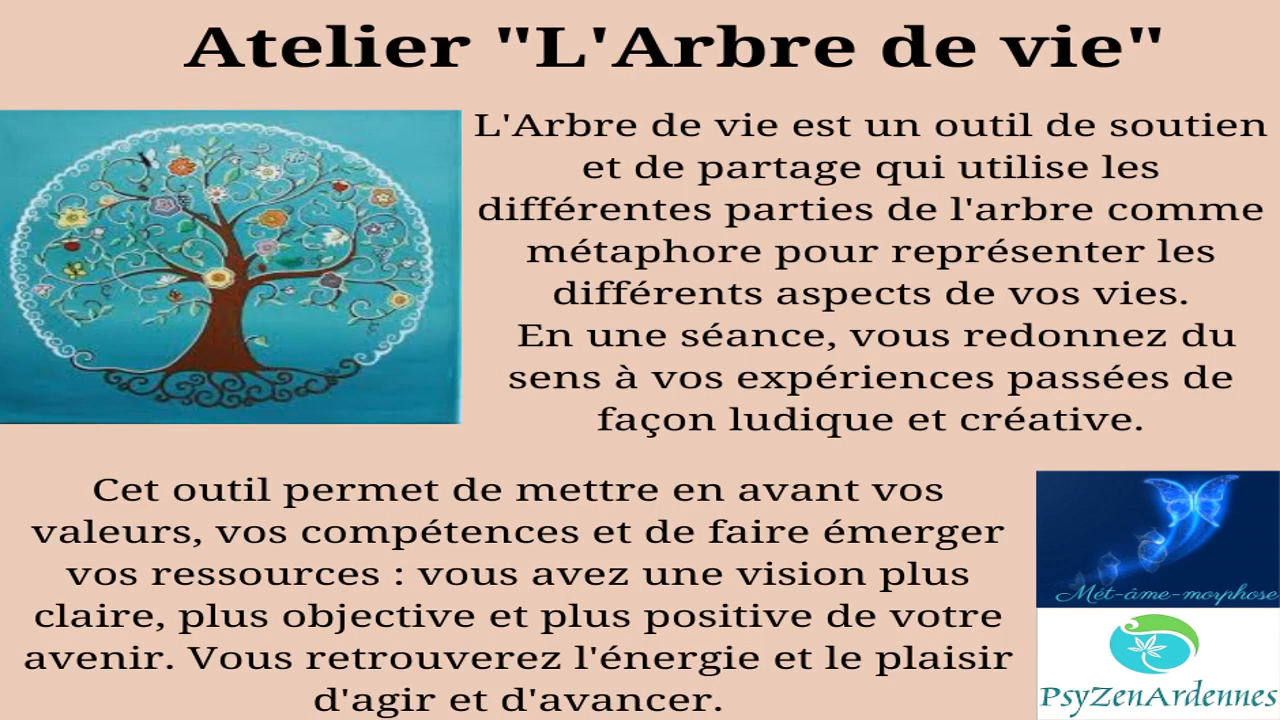 Atelier "L'Arbre de vie"
L'Arbre de vie est un outil de soutien
et de partage qui utilise les
différentes parties de l'arbre comme
métaphore pour représenter les
différents aspects de vos vies.
En une séance, vous redonnez du
sens à vos expériences passées de
façon ludique et créative.
Cet outil permet de mettre en avant vos
valeurs, vos compétences et de faire émerger
vos ressources : vous avez une vision plus
claire, plus objective et plus positive de votre
avenir. Vous retrouverez l'énergie et le plaisir
d'agir et d'avancer.
Mét-âme-morphose
PsyZenArdennes